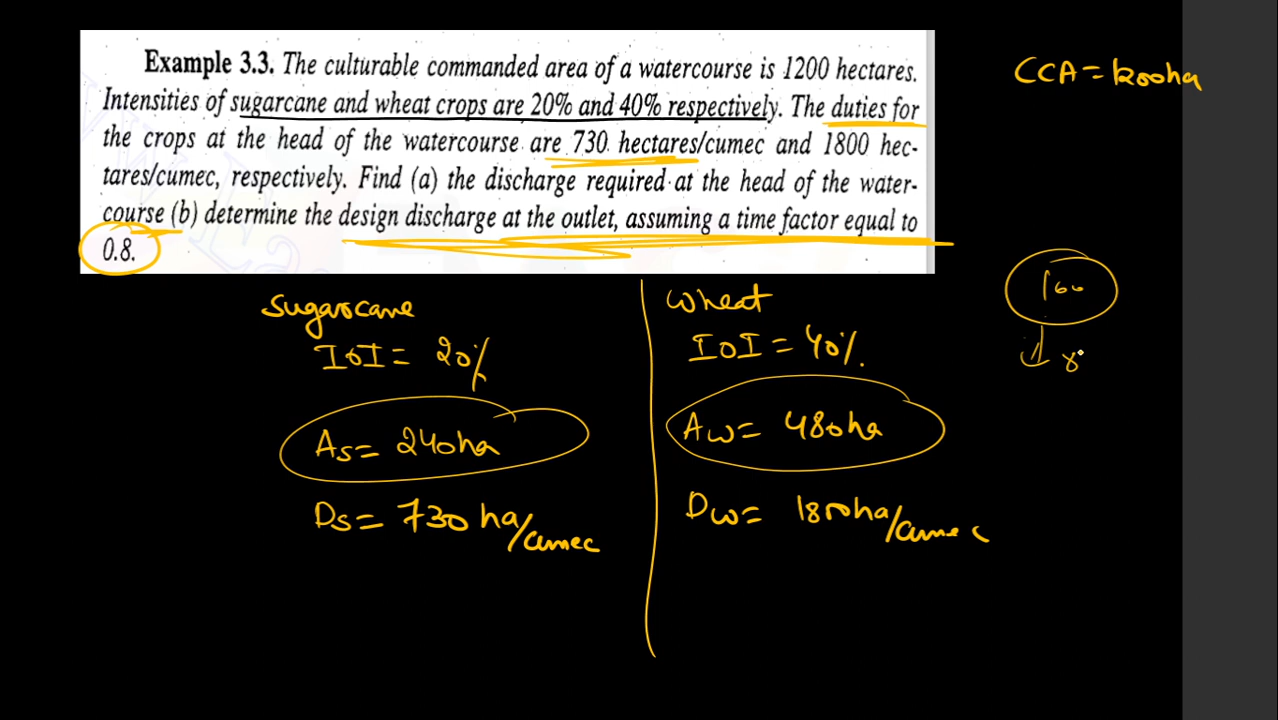 Example 3.3. The culturable commanded area of a watercourse is 1200 hectares.
Intensities of sugarcane and wheat crops are 20% and 40% respectively. The duties for
the crops at the head of the watercourse are 730 hectares/cumec and 1800 hec-
tares/cumec, respectively. Find (a) the discharge required at the head of the water-
course (b) determine the design discharge at the outlet, assuming a time factor equal to
0.8.
CCA = 1200ha
Sugarcane
IOI = 20%
As = 240ha
Ds = 730 ha/cumec
Wheat
IOI = 40%.
Aw = 480ha
Dw = 1800ha/cumec
100
8